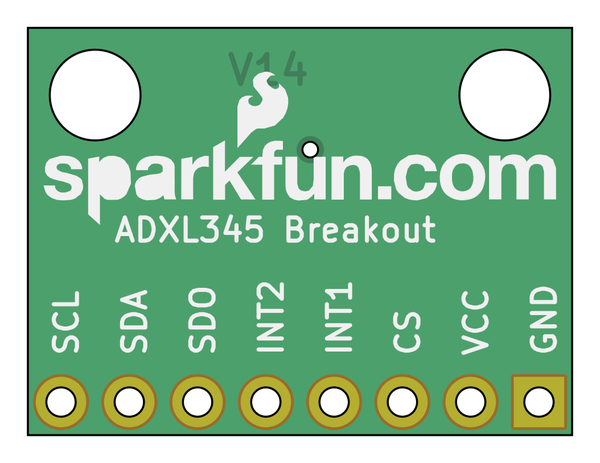 V14
sparkfun.com
ADXL345 Breakout
SCL
SDA
SDO
INT2
INT1
CS
VCC
GND